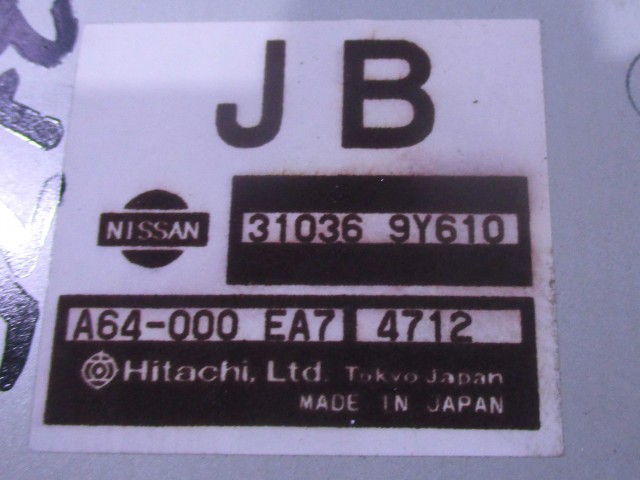 JB
NISSAN 31036 9Y610
A64-000 EA7 4712
Hitachi, Ltd. Tokyo Japan
MADE IN JAPAN